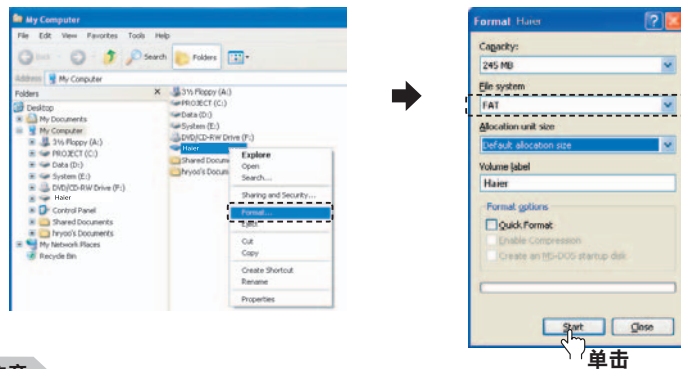 My Computer
File Edit View Favorites Tools Help
Search Folders
Address My Computer
Folders
Desktop
My Documents
My Computer
3½ Floppy (A:)
PROJECT (C:)
Data (D:)
System (E:)
DVD/CD-RW Drive (F:)
Haier
Control Panel
Shared Documents
hryoo's Documents
My Network Places
Recycle Bin
3½ Floppy (A:)
PROJECT (C:)
Data (D:)
System (E:)
DVD/CD-RW Drive (F:)
Haier
Shared Docum
hryoo's Docum
Explore
Open
Search...
Sharing and Security...
Format...
Eject
Cut
Copy
Create Shortcut
Rename
Properties
Format Haier
Capacity:
245 MB
File system
FAT
Allocation unit size
Default allocation size
Volume label
Haier
Format options
Quick Format
Enable Compression
Create an MS-DOS startup disk
Start Close
单击